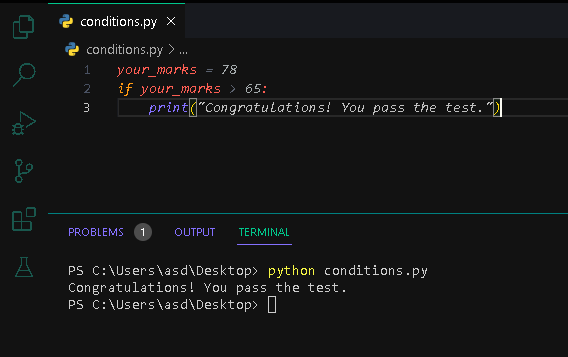 conditions.py ×
conditions.py > ...
1 your_marks = 78
2 if your_marks > 65:
3 print("Congratulations! You pass the test.")
PROBLEMS 1 OUTPUT TERMINAL
PS C:\Users\asd\Desktop> python conditions.py
Congratulations! You pass the test.
PS C:\Users\asd\Desktop>